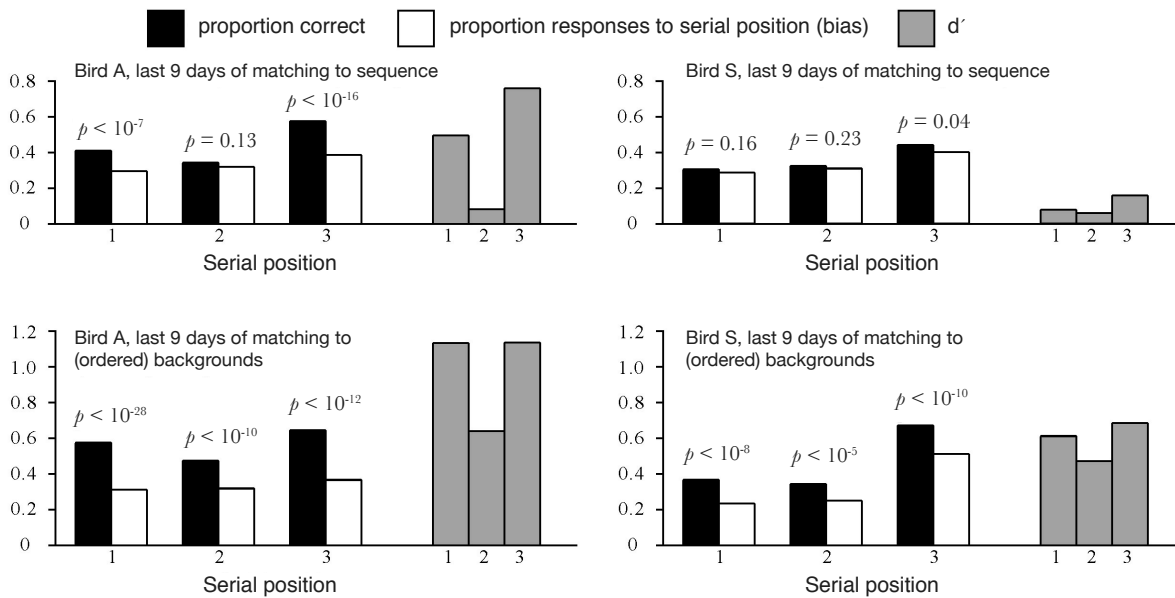 proportion correct proportion responses to serial position (bias) d′
Bird A, last 9 days of matching to sequence
0.8
0.6
0.4
0.2
0
p < 10-7
p = 0.13
p < 10-16
1 2 3 1 2 3
Serial position
Bird S, last 9 days of matching to sequence
0.8
0.6
0.4
0.2
0
p = 0.16
p = 0.23
p = 0.04
1 2 3 1 2 3
Serial position
Bird A, last 9 days of matching to
(ordered) backgrounds
1.2
1.0
0.8
0.6
0.4
0.2
0
p < 10-28
p < 10-10
p < 10-12
1 2 3 1 2 3
Serial position
Bird S, last 9 days of matching to
(ordered) backgrounds
1.2
1.0
0.8
0.6
0.4
0.2
0
p < 10-8
p < 10-5
p < 10-10
1 2 3 1 2 3
Serial position